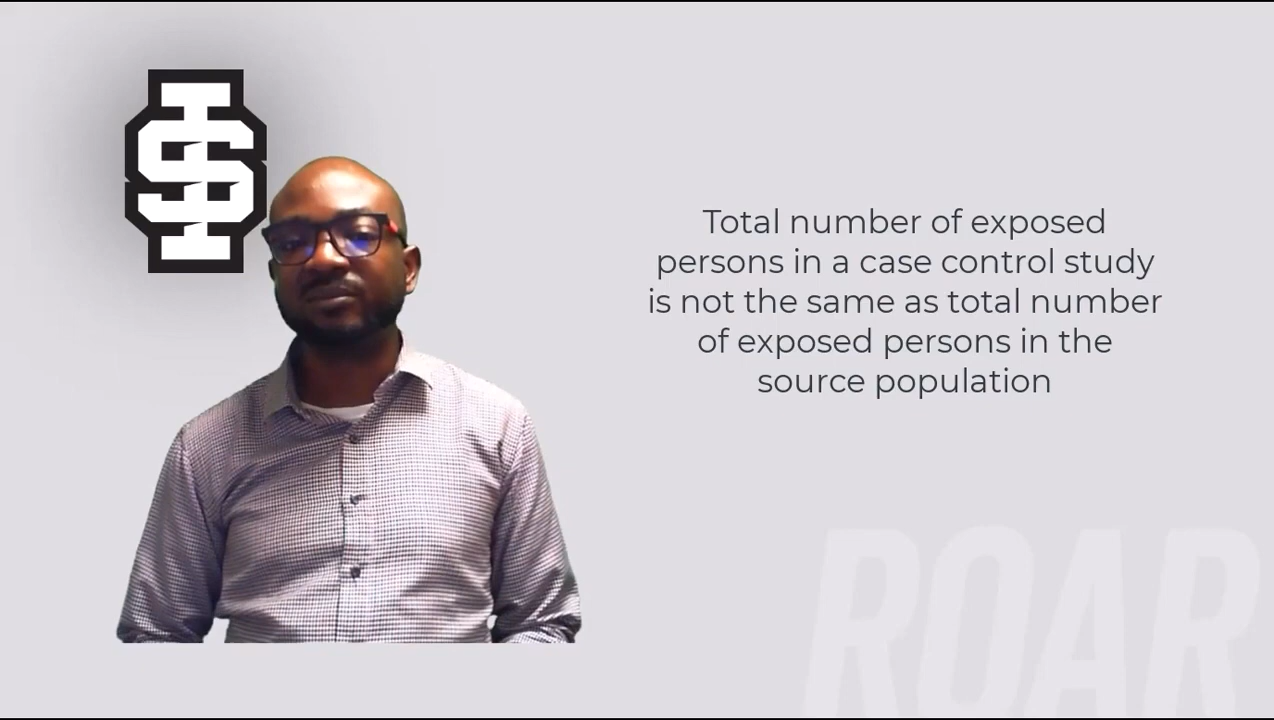 IS
Total number of exposed
persons in a case control study
is not the same as total number
of exposed persons in the
source population
ROAR